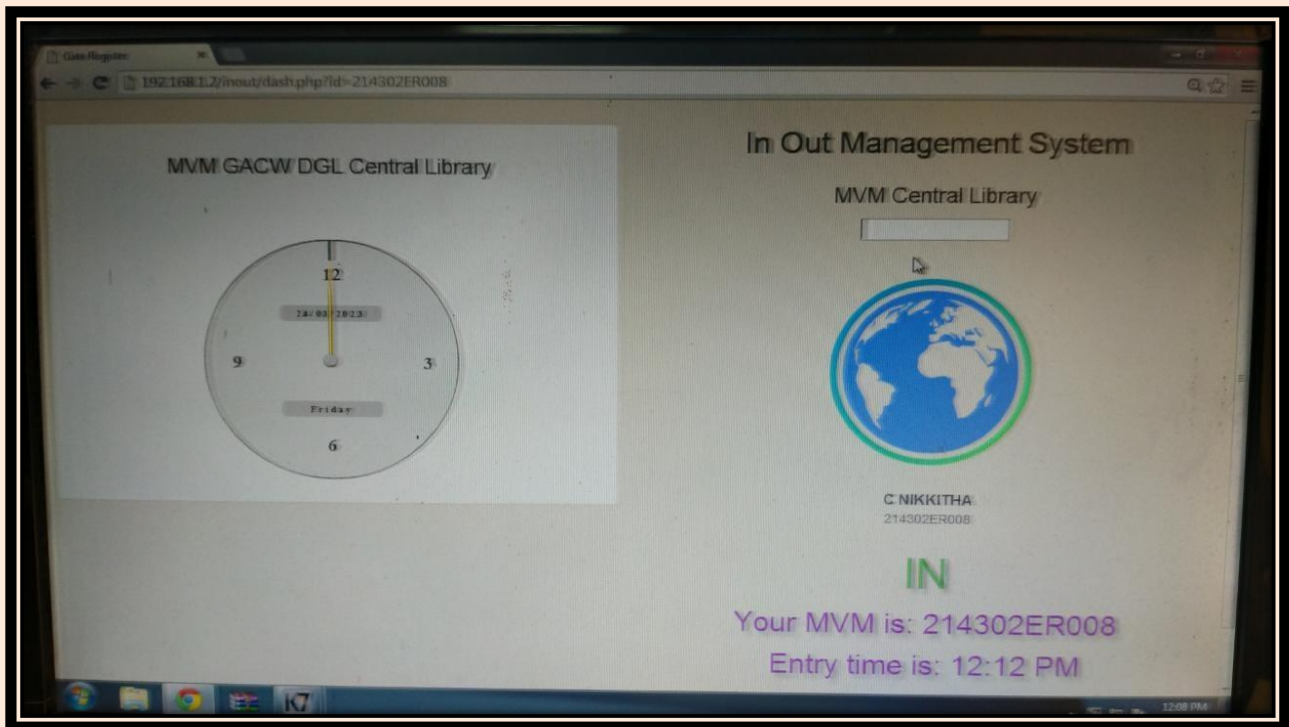 Gate Register
192.168.1.2/inout/dash.php?id=214302ER008
MVM GACW DGL Central Library
12
24/03/2023
9
3
Friday
6
In Out Management System
MVM Central Library
C NIKKITHA
214302ER008
IN
Your MVM is: 214302ER008
Entry time is: 12:12 PM
K7
12:08 PM